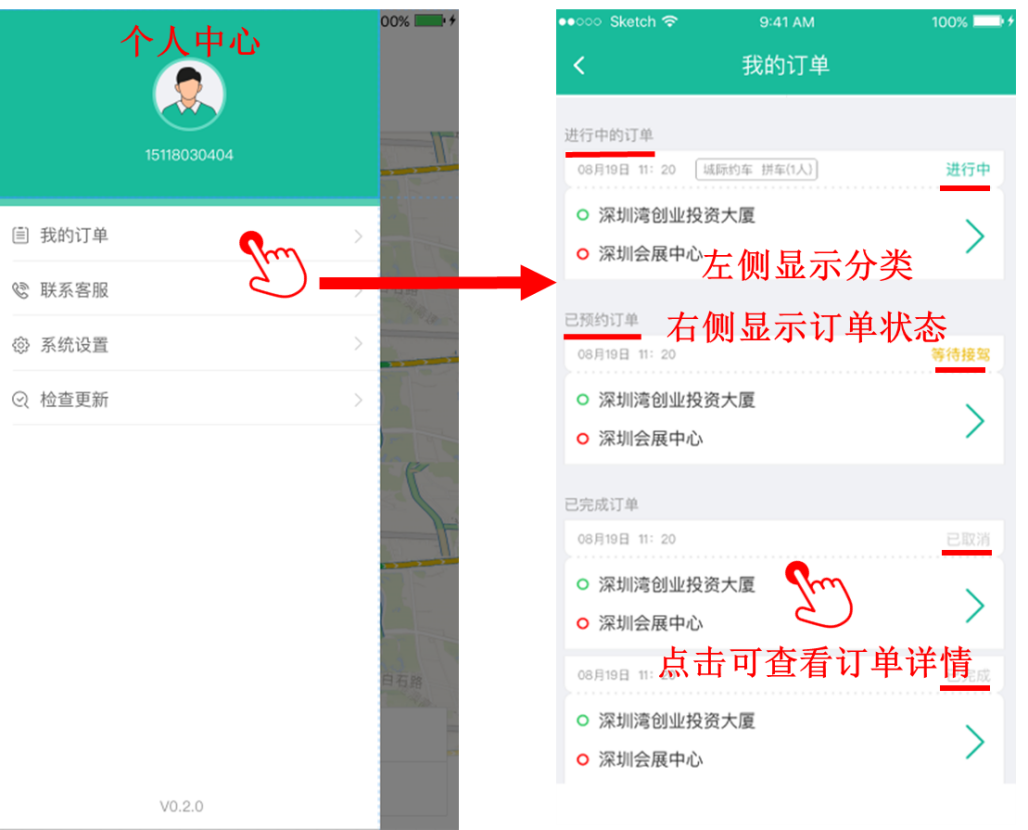 个人中心
15118030404
我的订单
联系客服
系统设置
检查更新
V0.2.0
00%
白石路
Sketch
9:41 AM
100%
我的订单
进行中的订单
08月19日 11: 20 城际约车 拼车(1人) 进行中
深圳湾创业投资大厦
深圳会展中心
左侧显示分类
已预约订单
右侧显示订单状态
08月19日 11: 20 等待接驾
深圳湾创业投资大厦
深圳会展中心
已完成订单
08月19日 11: 20 已取消
深圳湾创业投资大厦
深圳会展中心
点击可查看订单详情
08月19日 11: 20 已完成
深圳湾创业投资大厦
深圳会展中心